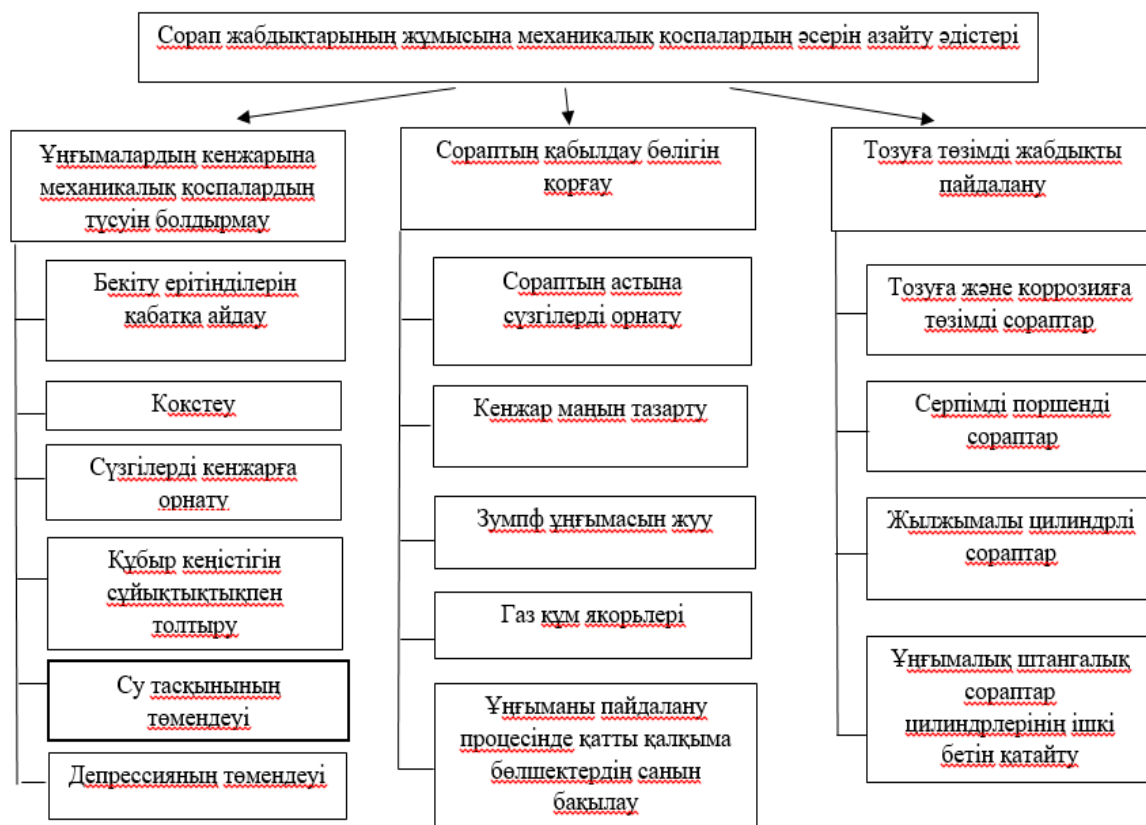 Сорап жабдықтарының жұмысына механикалық қоспалардың әсерін азайту әдістері
Ұңғымалардың кенжарына
механикалық қоспалардың
түсуін болдырмау
Бекіту ерітінділерін
қабатқа айдау
Кокстеу
Сүзгілерді кенжарға
орнату
Құбыр кеңістігін
сұйықтықтықпен
толтыру
Су тасқынының
төмендеуі
Депрессияның төмендеуі
Сораптың қабылдау бөлігін
қорғау
Сораптың астына
сүзгілерді орнату
Кенжар маңын тазарту
Зумпф ұңғымасын жуу
Газ құм якорьлері
Ұңғыманы пайдалану
процесінде қатты қалқыма
бөлшектердің санын
бақылау
Тозуға төзімді жабдықты
пайдалану
Тозуға және коррозияға
төзімді сораптар
Серпімді поршенді
сораптар
Жылжымалы цилиндрлі
сораптар
Ұңғымалық штангалық
сораптар
цилиндрлерінің ішкі
бетін қатайту